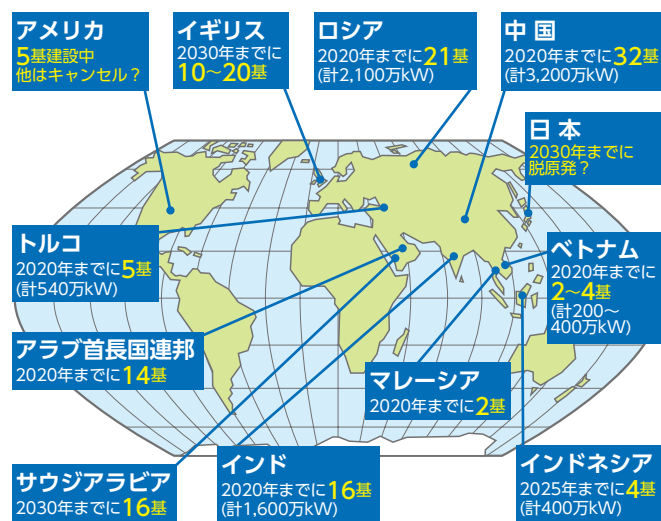 アメリカ
5基建設中
他はキャンセル？
イギリス
2030年までに
10〜20基
ロシア
2020年までに21基
(計2,100万kW)
中 国
2020年までに32基
(計3,200万kW)
日 本
2030年までに
脱原発？
トルコ
2020年までに5基
(計540万kW)
ベトナム
2020年までに
2〜4基
(計200〜
400万kW)
アラブ首長国連邦
2020年までに14基
マレーシア
2020年までに2基
サウジアラビア
2030年までに16基
インド
2020年までに16基
(計1,600万kW)
インドネシア
2025年までに4基
(計400万kW)